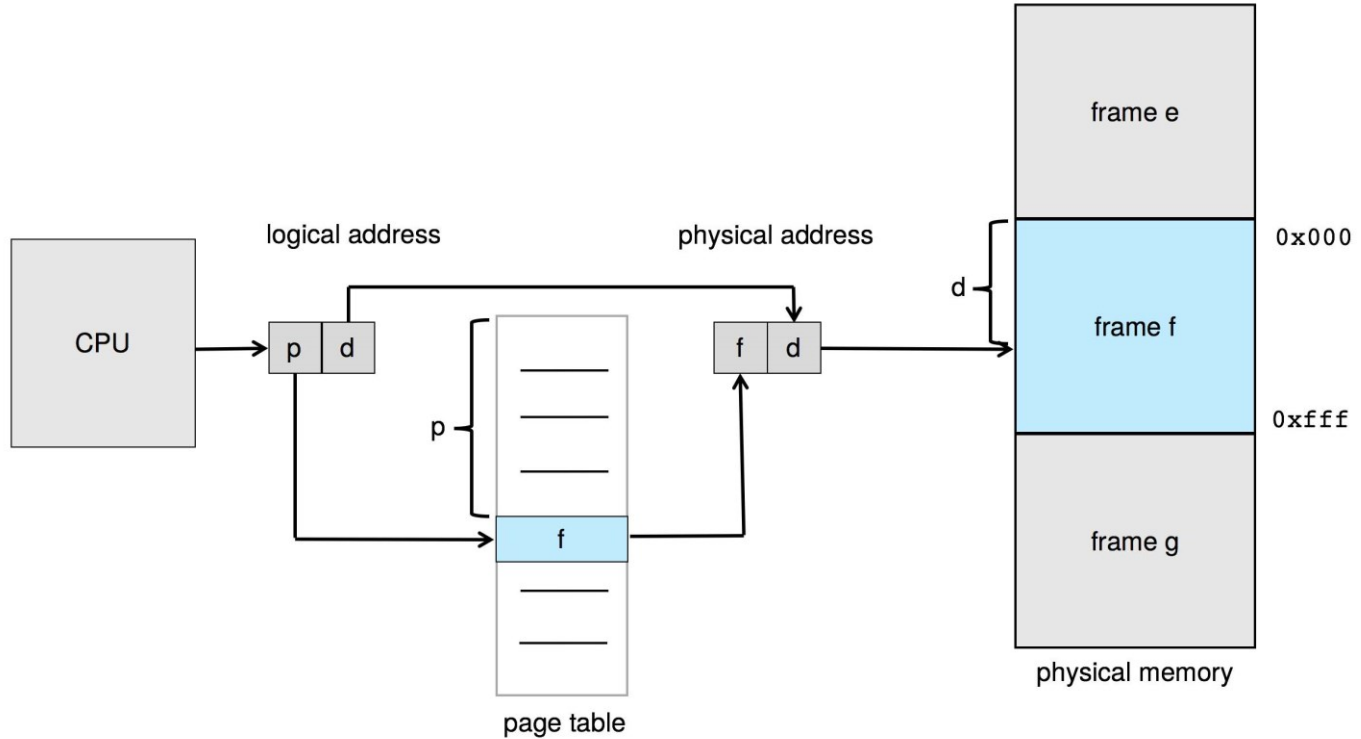 frame e
logical address
physical address
0x000
d
frame f
CPU
p d
f d
p
0xfff
f
frame g
physical memory
page table